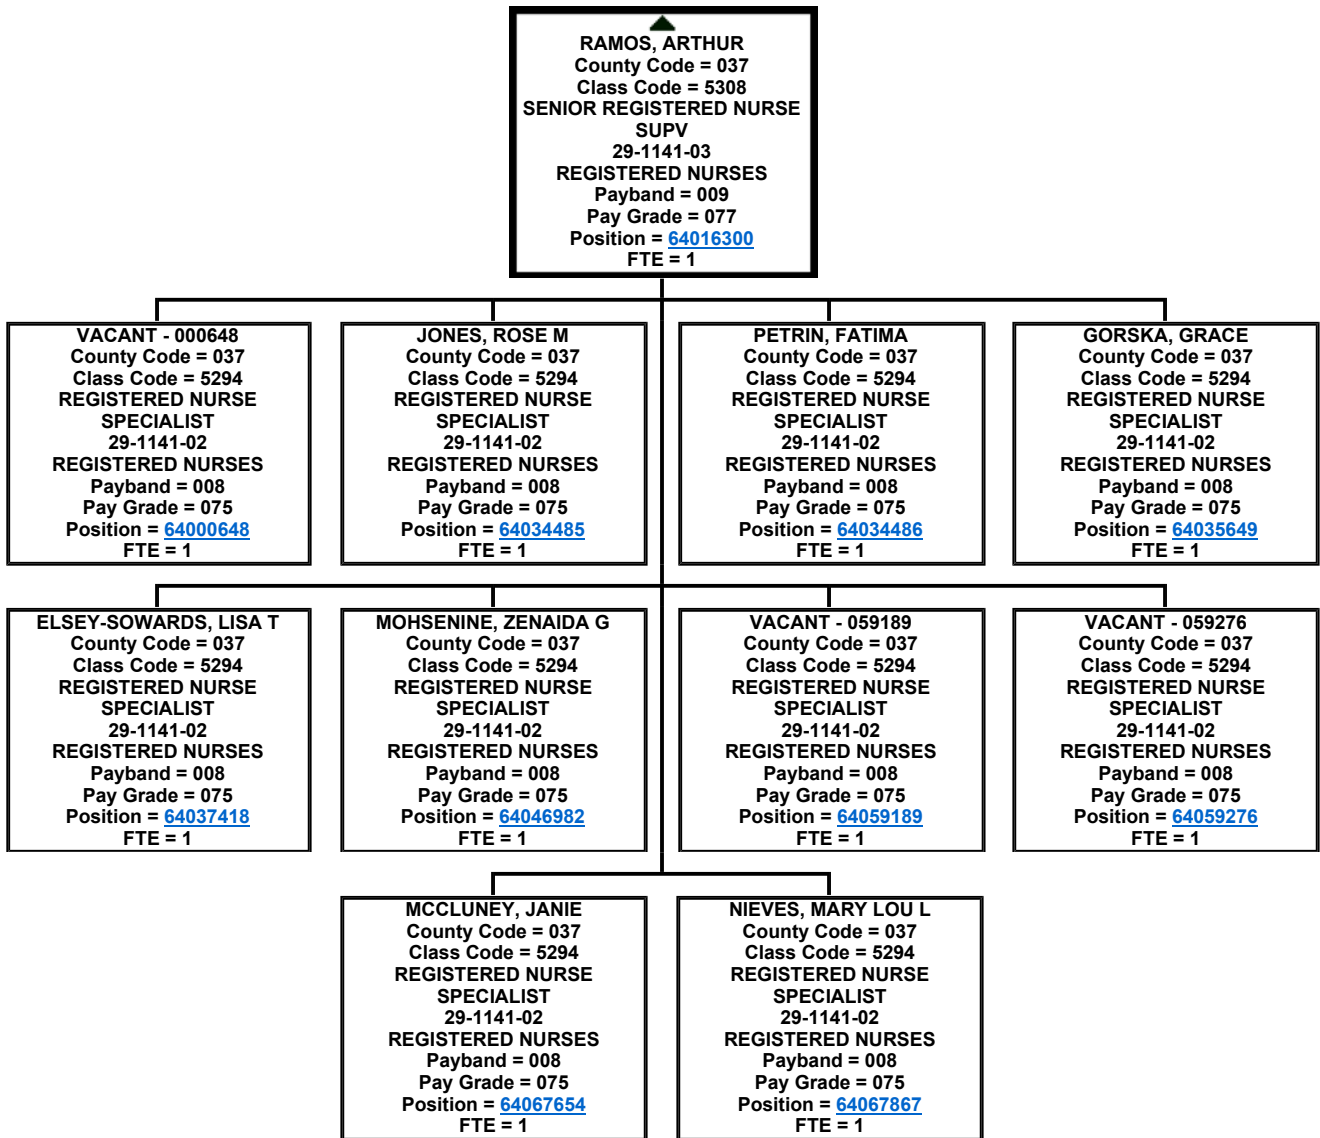 RAMOS, ARTHUR
County Code = 037
Class Code = 5308
SENIOR REGISTERED NURSE
SUPV
29-1141-03
REGISTERED NURSES
Payband = 009
Pay Grade = 077
Position = 64016300
FTE = 1
VACANT - 000648
County Code = 037
Class Code = 5294
REGISTERED NURSE
SPECIALIST
29-1141-02
REGISTERED NURSES
Payband = 008
Pay Grade = 075
Position = 64000648
FTE = 1
JONES, ROSE M
County Code = 037
Class Code = 5294
REGISTERED NURSE
SPECIALIST
29-1141-02
REGISTERED NURSES
Payband = 008
Pay Grade = 075
Position = 64034485
FTE = 1
PETRIN, FATIMA
County Code = 037
Class Code = 5294
REGISTERED NURSE
SPECIALIST
29-1141-02
REGISTERED NURSES
Payband = 008
Pay Grade = 075
Position = 64034486
FTE = 1
GORSKA, GRACE
County Code = 037
Class Code = 5294
REGISTERED NURSE
SPECIALIST
29-1141-02
REGISTERED NURSES
Payband = 008
Pay Grade = 075
Position = 64035649
FTE = 1
ELSEY-SOWARDS, LISA T
County Code = 037
Class Code = 5294
REGISTERED NURSE
SPECIALIST
29-1141-02
REGISTERED NURSES
Payband = 008
Pay Grade = 075
Position = 64037418
FTE = 1
MOHSENINE, ZENAIDA G
County Code = 037
Class Code = 5294
REGISTERED NURSE
SPECIALIST
29-1141-02
REGISTERED NURSES
Payband = 008
Pay Grade = 075
Position = 64046982
FTE = 1
VACANT - 059189
County Code = 037
Class Code = 5294
REGISTERED NURSE
SPECIALIST
29-1141-02
REGISTERED NURSES
Payband = 008
Pay Grade = 075
Position = 64059189
FTE = 1
VACANT - 059276
County Code = 037
Class Code = 5294
REGISTERED NURSE
SPECIALIST
29-1141-02
REGISTERED NURSES
Payband = 008
Pay Grade = 075
Position = 64059276
FTE = 1
MCCLUNEY, JANIE
County Code = 037
Class Code = 5294
REGISTERED NURSE
SPECIALIST
29-1141-02
REGISTERED NURSES
Payband = 008
Pay Grade = 075
Position = 64067654
FTE = 1
NIEVES, MARY LOU L
County Code = 037
Class Code = 5294
REGISTERED NURSE
SPECIALIST
29-1141-02
REGISTERED NURSES
Payband = 008
Pay Grade = 075
Position = 64067867
FTE = 1